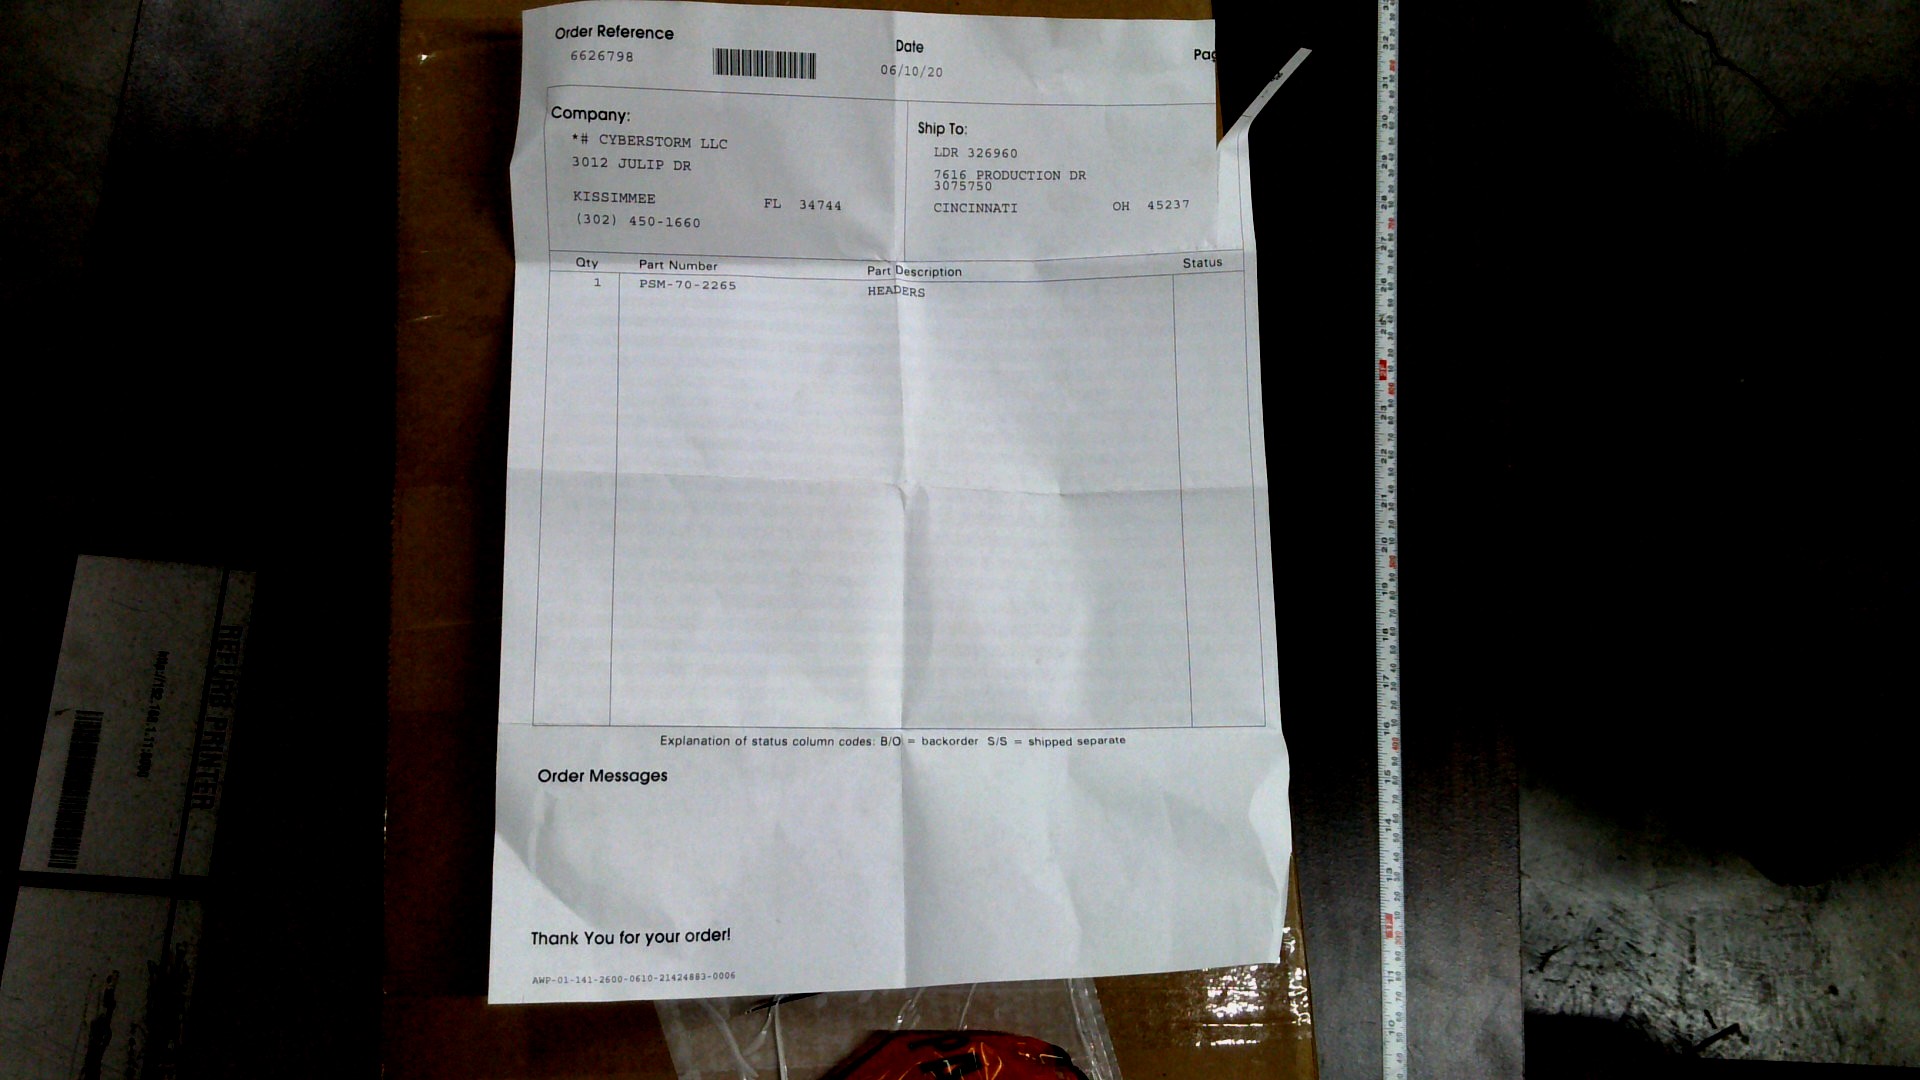 Order Reference
6626798
Date
06/10/20
Company:
*# CYBERSTORM LLC
3012 JULIP DR
KISSIMMEE FL 34744
(302) 450-1660
Ship To:
LDR 326960
7616 PRODUCTION DR
3075750
CINCINNATI OH 45237
Qty Part Number Part Description Status
1 PSM-70-2265 HEADERS
Explanation of status column codes: B/O = backorder S/S = shipped separate
Order Messages
Thank You for your order!
AWP-01-141-2600-0610-21424883-0006